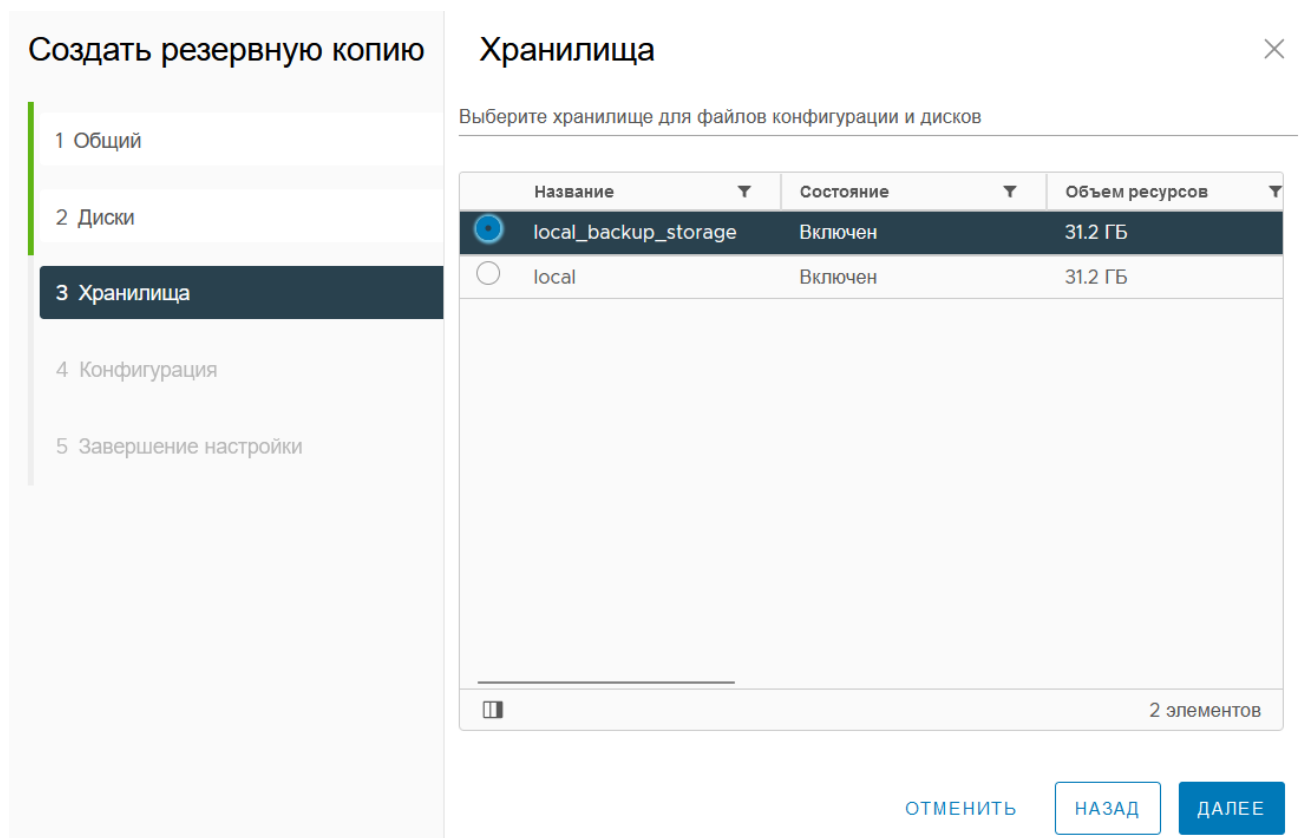 Создать резервную копию
1 Общий
2 Диски
3 Хранилища
4 Конфигурация
5 Завершение настройки
Хранилища
Выберите хранилище для файлов конфигурации и дисков
Название Состояние Объем ресурсов
local_backup_storage Включен 31.2 ГБ
local Включен 31.2 ГБ
2 элементов
ОТМЕНИТЬ НАЗАД ДАЛЕЕ